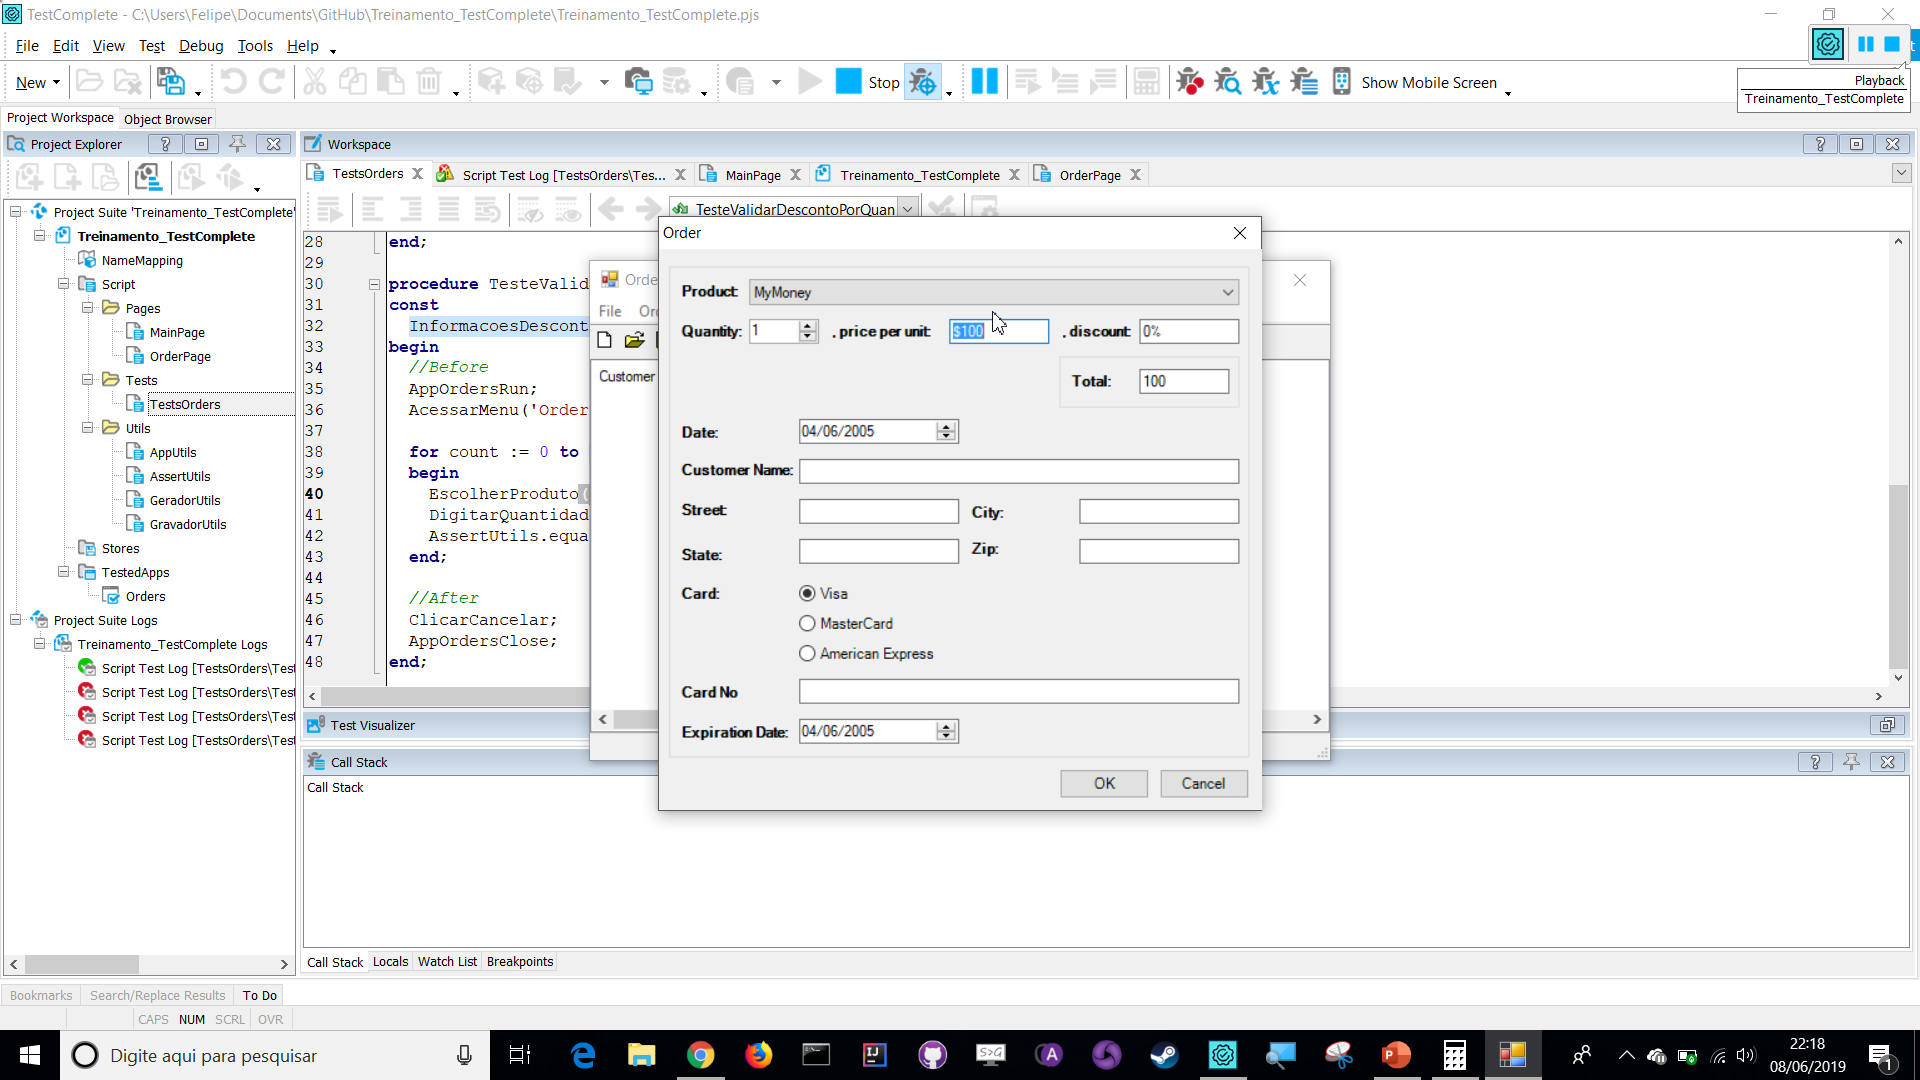 TestComplete - C:\Users\Felipe\Documents\GitHub\Treinamento_TestComplete\Treinamento_TestComplete.pjs
File Edit View Test Debug Tools Help
New Stop Show Mobile Screen
Playback
Treinamento_TestComplete
Project Workspace Object Browser
Project Explorer
Workspace
TestsOrders Script Test Log [TestsOrders\Tes... MainPage Treinamento_TestComplete OrderPage
TesteValidarDescontoPorQuan
Project Suite 'Treinamento_TestComplete'
Treinamento_TestComplete
NameMapping
Script
Pages
MainPage
OrderPage
Tests
TestsOrders
Utils
AppUtils
AssertUtils
GeradorUtils
GravadorUtils
Stores
TestedApps
Orders
Project Suite Logs
Treinamento_TestComplete Logs
Script Test Log [TestsOrders\Test
Script Test Log [TestsOrders\Test
Script Test Log [TestsOrders\Test
Script Test Log [TestsOrders\Test
28 end;
29
30 procedure TesteValid
31 const
32 InformacoesDescont
33 begin
34 //Before
35 AppOrdersRun;
36 AcessarMenu('Order
37
38 for count := 0 to
39 begin
40 EscolherProduto(
41 DigitarQuantidad
42 AssertUtils.equa
43 end;
44
45 //After
46 ClicarCancelar;
47 AppOrdersClose;
48 end;
Orde
File Or
Customer
Order
Product: MyMoney
Quantity: 1 . price per unit: $100 . discount: 0%
Total: 100
Date: 04/06/2005
Customer Name:
Street: City:
State: Zip:
Card: Visa
MasterCard
American Express
Card No
Expiration Date: 04/06/2005
OK Cancel
Test Visualizer
Call Stack
Call Stack
Call Stack Locals Watch List Breakpoints
Bookmarks Search/Replace Results To Do
CAPS NUM SCRL OVR
Digite aqui para pesquisar
22:18
08/06/2019
1